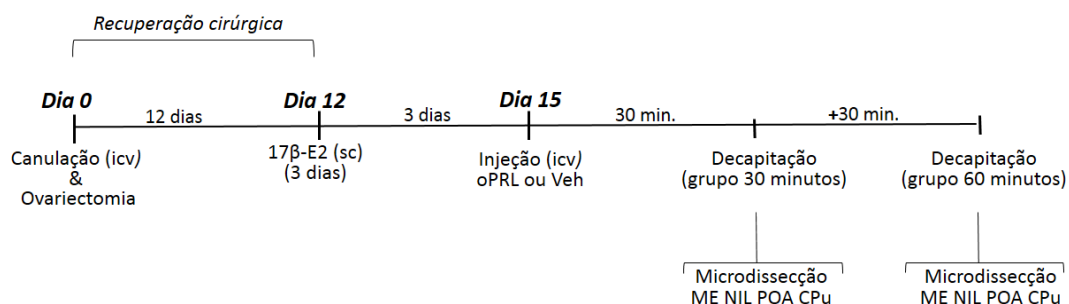 Recuperação cirúrgica
Dia 0
Dia 12
Dia 15
12 dias
3 dias
30 min.
+30 min.
Canulação (icv)
&
Ovariectomia
17β-E2 (sc)
(3 dias)
Injeção (icv)
oPRL ou Veh
Decapitação
(grupo 30 minutos)
Decapitação
(grupo 60 minutos)
Microdissecção
ME NIL POA CPu
Microdissecção
ME NIL POA CPu